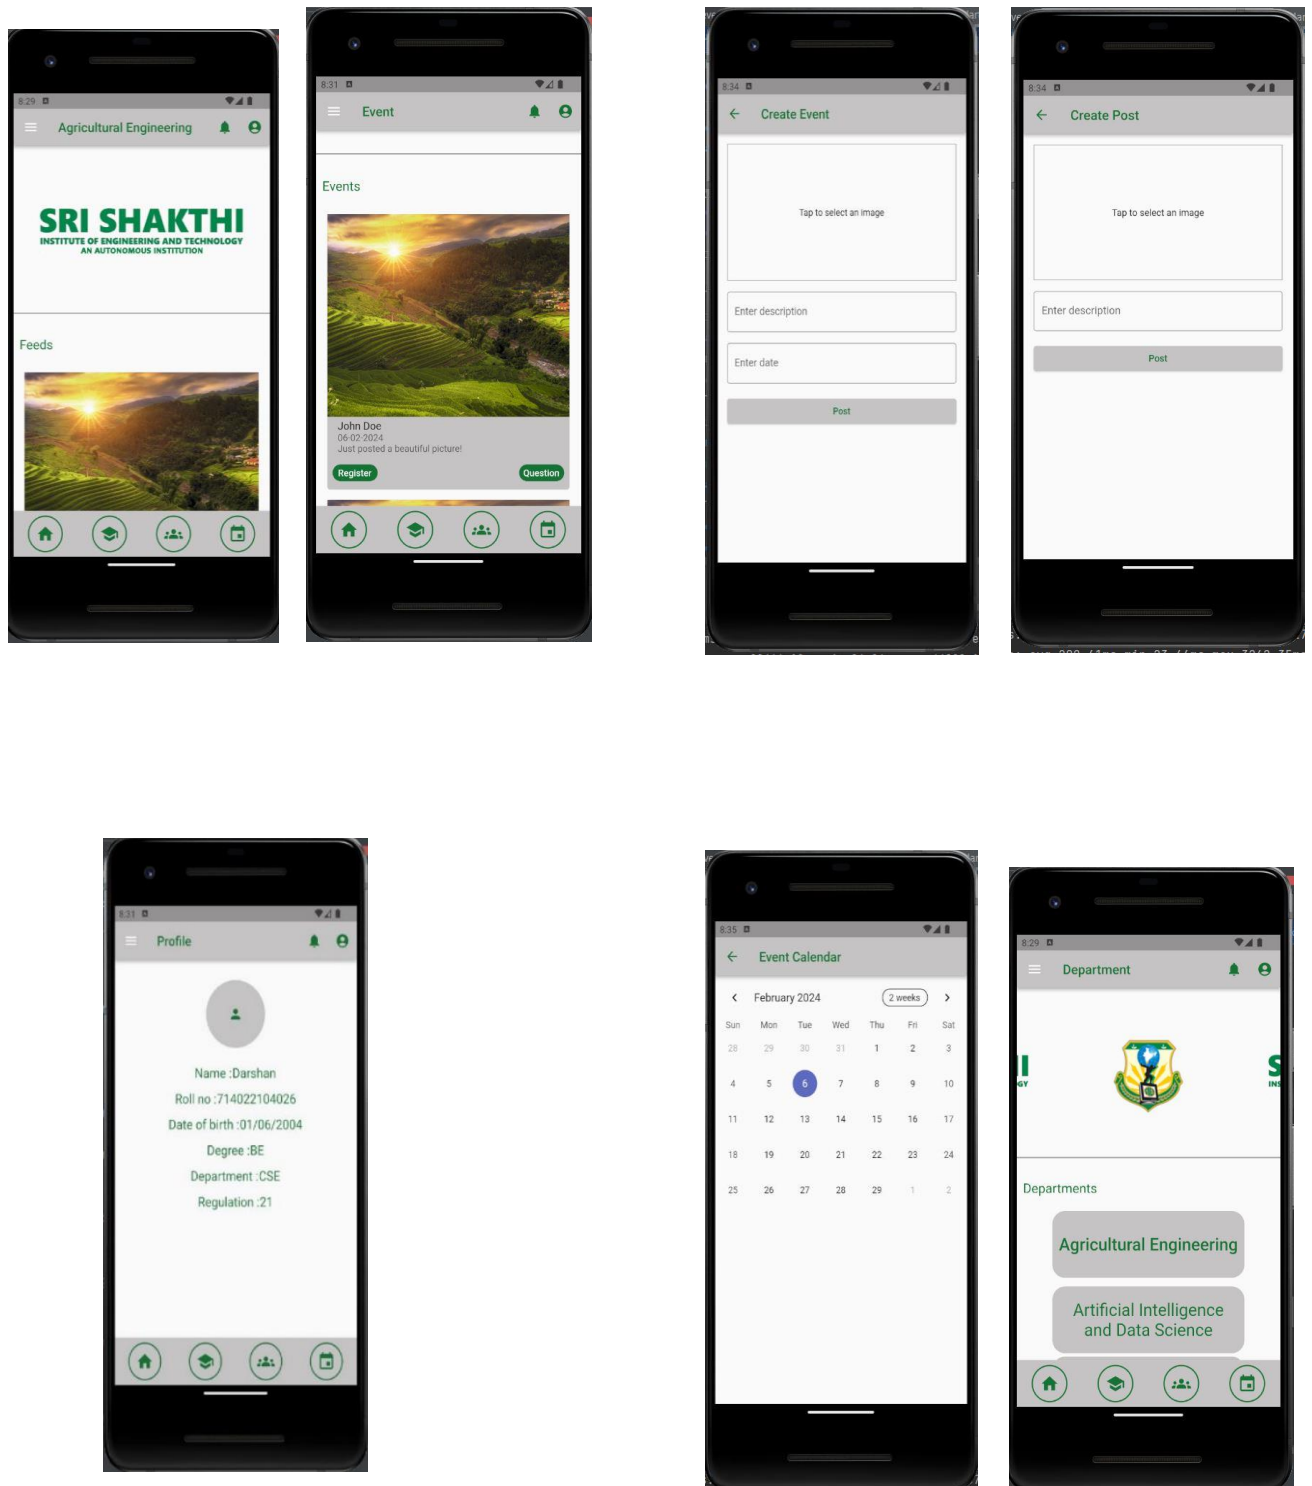 8:29
Agricultural Engineering
SRI SHAKTHI
INSTITUTE OF ENGINEERING AND TECHNOLOGY
AN AUTONOMOUS INSTITUTION
Feeds
8:31
Event
Events
John Doe
06-02-2024
Just posted a beautiful picture!
Register Question
8:34
Create Event
Tap to select an image
Enter description
Enter date
Post
8:34
Create Post
Tap to select an image
Enter description
Post
8:31
Profile
Name :Darshan
Roll no :714022104026
Date of birth :01/06/2004
Degree :BE
Department :CSE
Regulation :21
8:35
Event Calendar
February 2024 2 weeks
Sun Mon Tue Wed Thu Fri Sat
28 29 30 31 1 2 3
4 5 6 7 8 9 10
11 12 13 14 15 16 17
18 19 20 21 22 23 24
25 26 27 28 29 1 2
8:29
Department
Departments
Agricultural Engineering
Artificial Intelligence
and Data Science